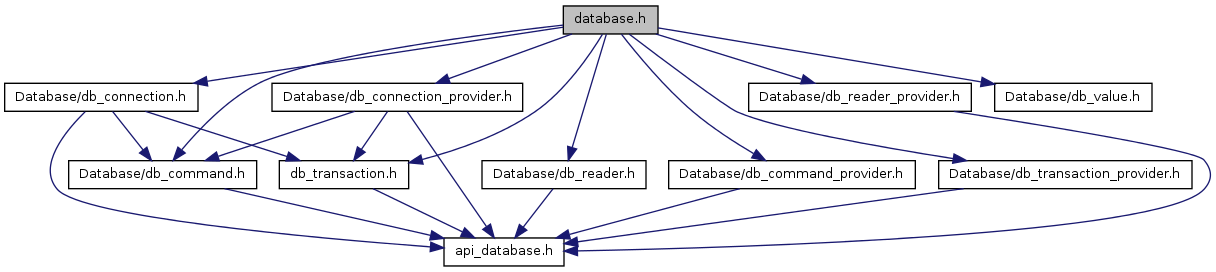 database.h
Database/db_connection.h
Database/db_connection_provider.h
Database/db_reader_provider.h
Database/db_value.h
Database/db_command.h
db_transaction.h
Database/db_reader.h
Database/db_command_provider.h
Database/db_transaction_provider.h
api_database.h